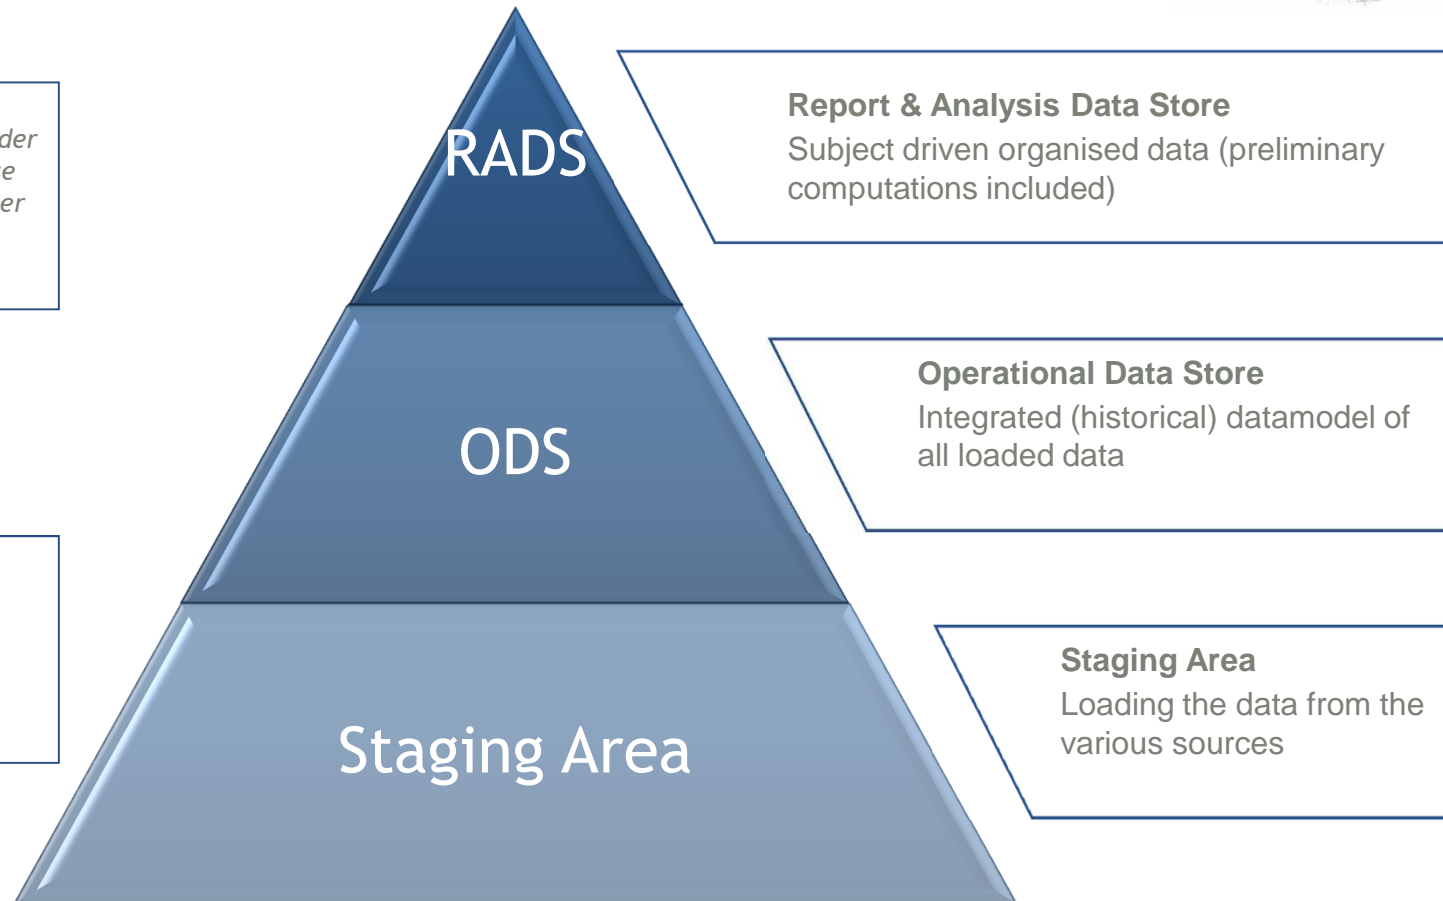 RADS
Report & Analysis Data Store
Subject driven organised data (preliminary
computations included)
ODS
Operational Data Store
Integrated (historical) datamodel of
all loaded data
Staging Area
Staging Area
Loading the data from the
various sources